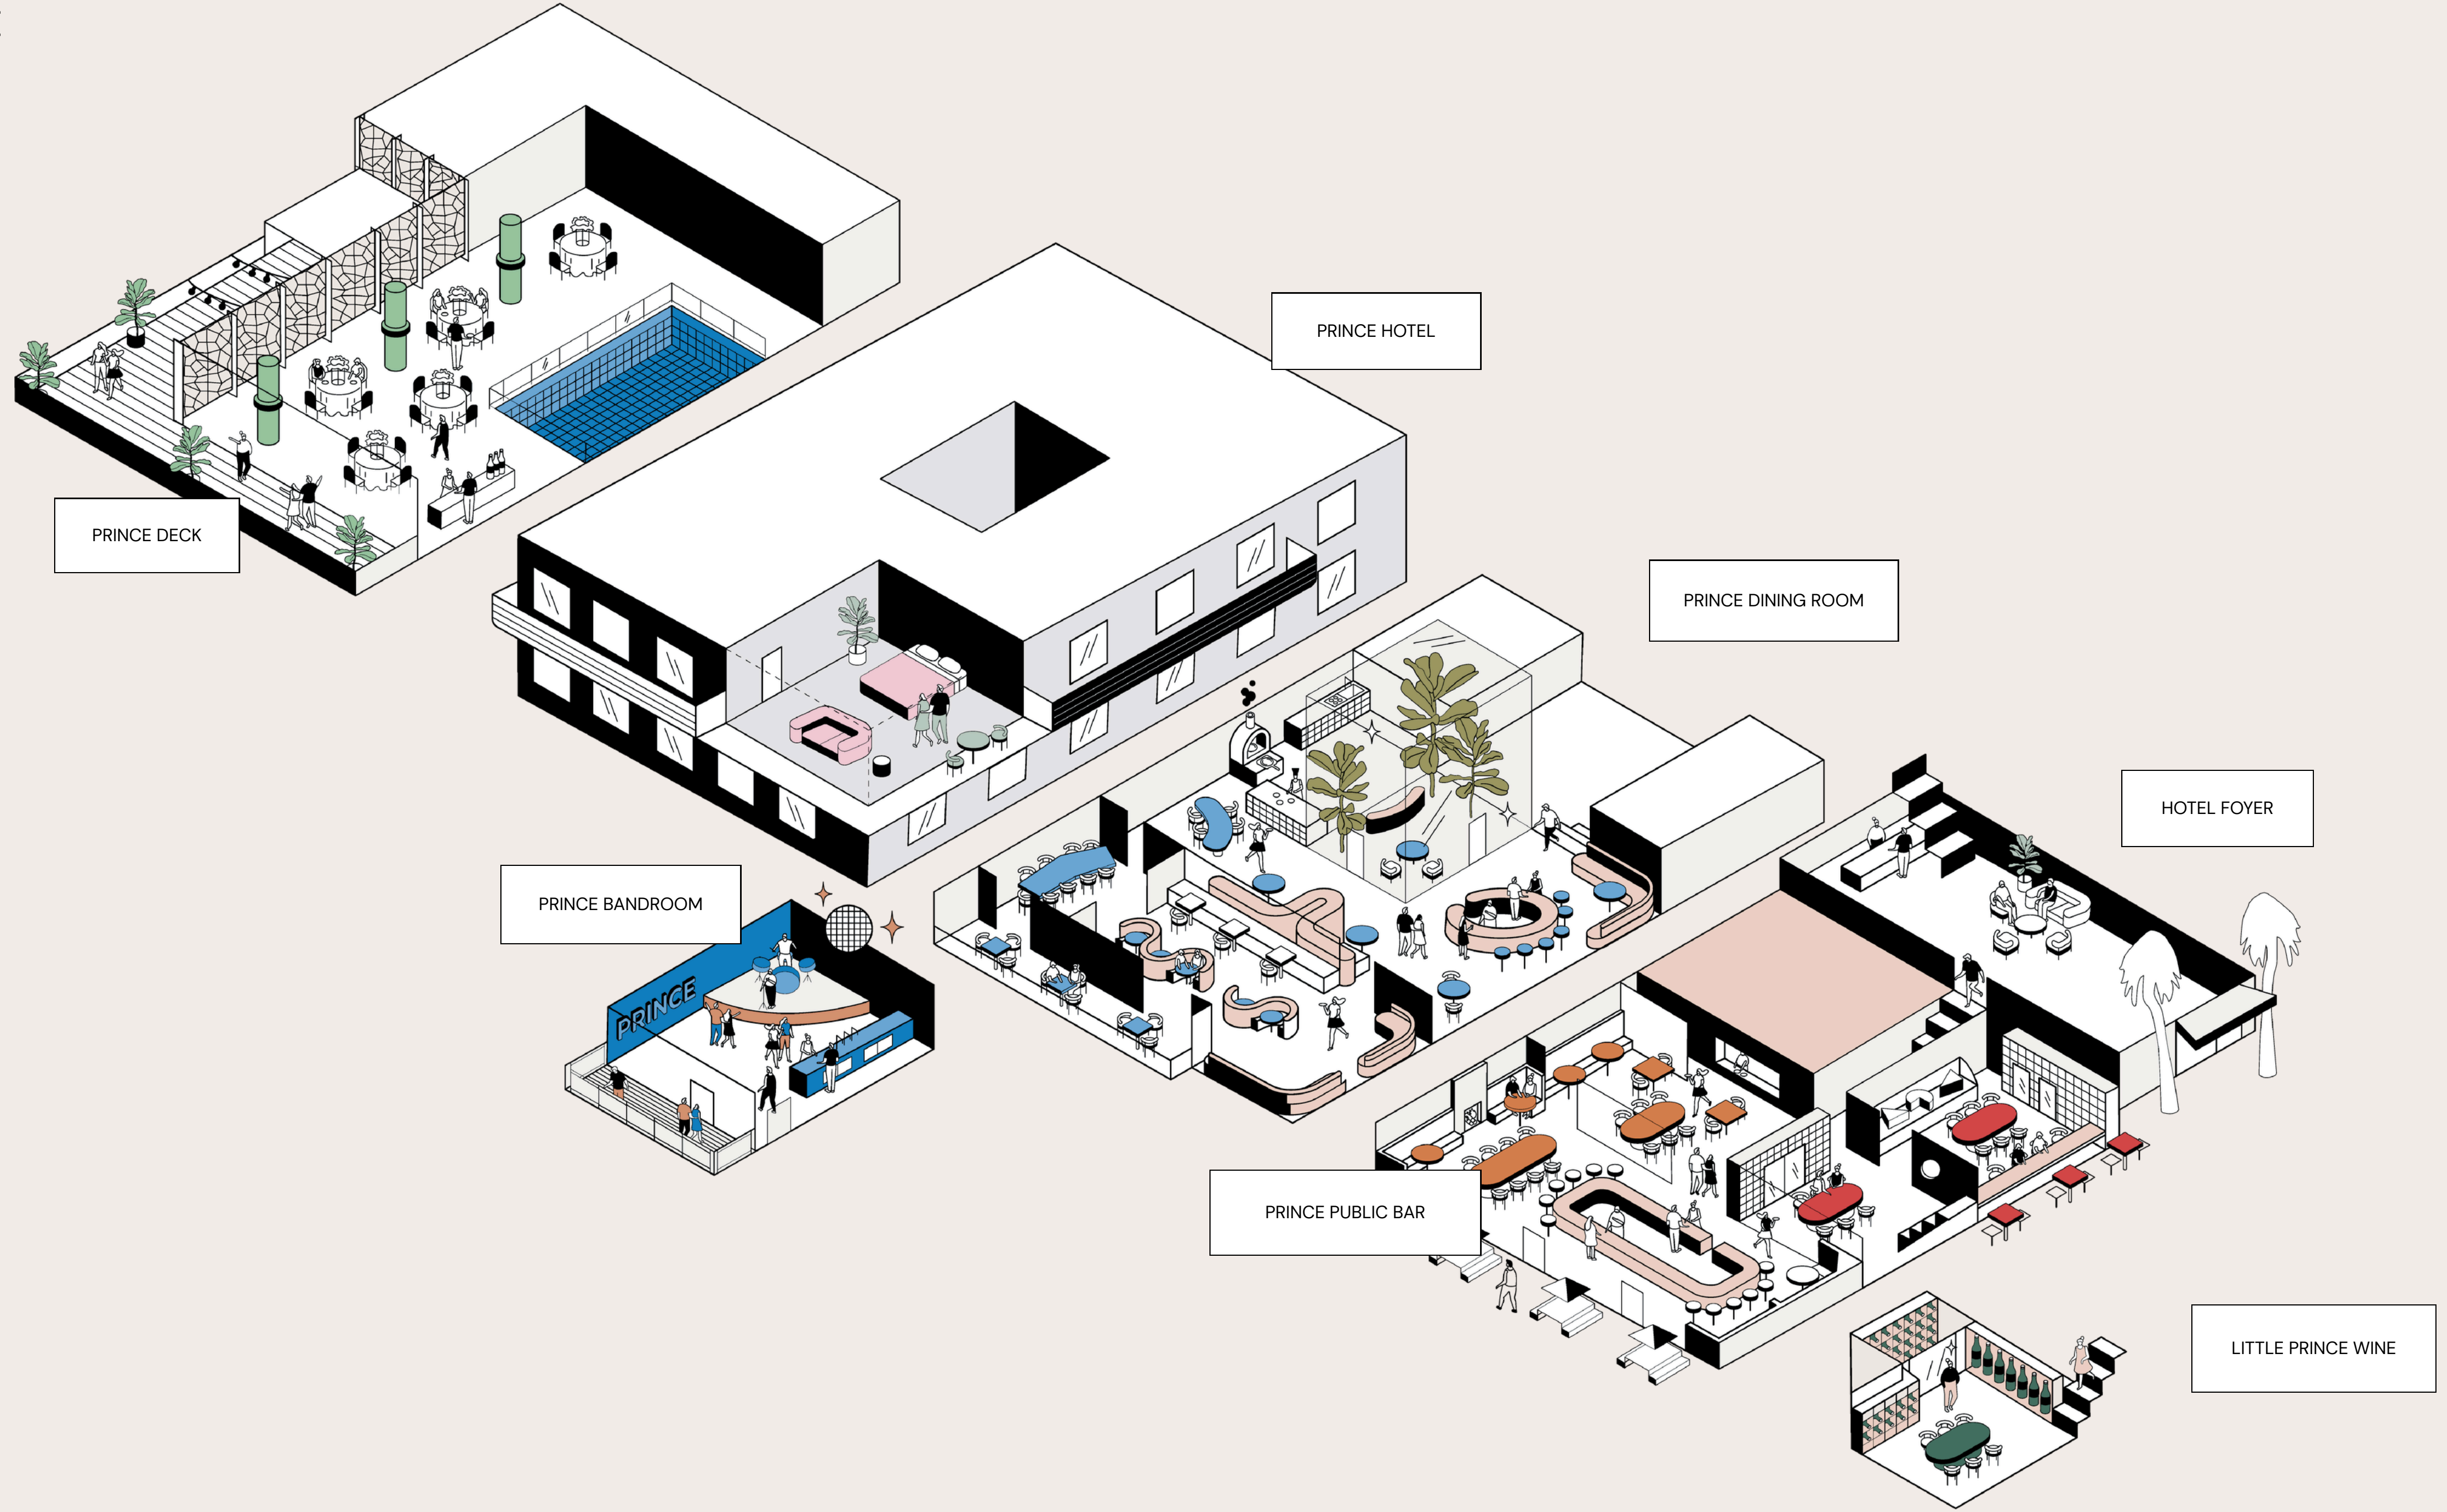 PRINCE HOTEL
PRINCE DECK
PRINCE DINING ROOM
HOTEL FOYER
PRINCE BANDROOM
PRINCE
PRINCE PUBLIC BAR
LITTLE PRINCE WINE